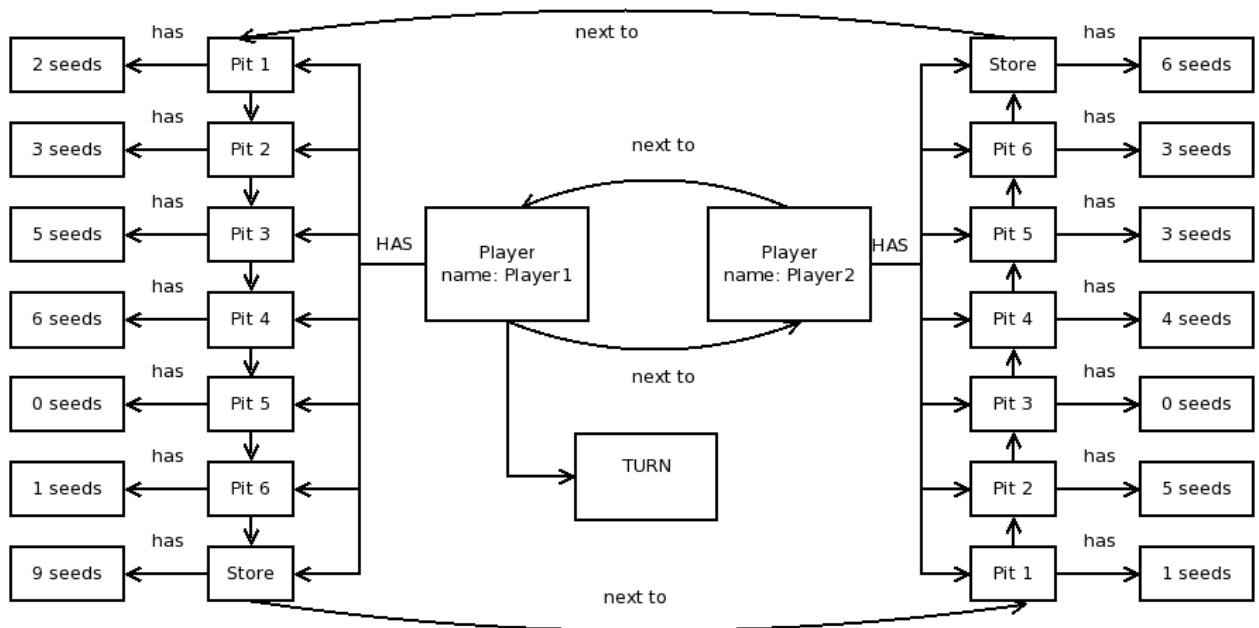 has
next to
has
2 seeds
Pit 1
Store
6 seeds
has
has
3 seeds
Pit 2
next to
Pit 6
3 seeds
has
has
5 seeds
Pit 3
HAS
Player
name: Player1
Player
name: Player2
HAS
Pit 5
3 seeds
has
has
6 seeds
Pit 4
Pit 4
4 seeds
has
next to
has
0 seeds
Pit 5
Pit 3
0 seeds
has
TURN
has
1 seeds
Pit 6
Pit 2
5 seeds
has
has
9 seeds
Store
Pit 1
1 seeds
next to